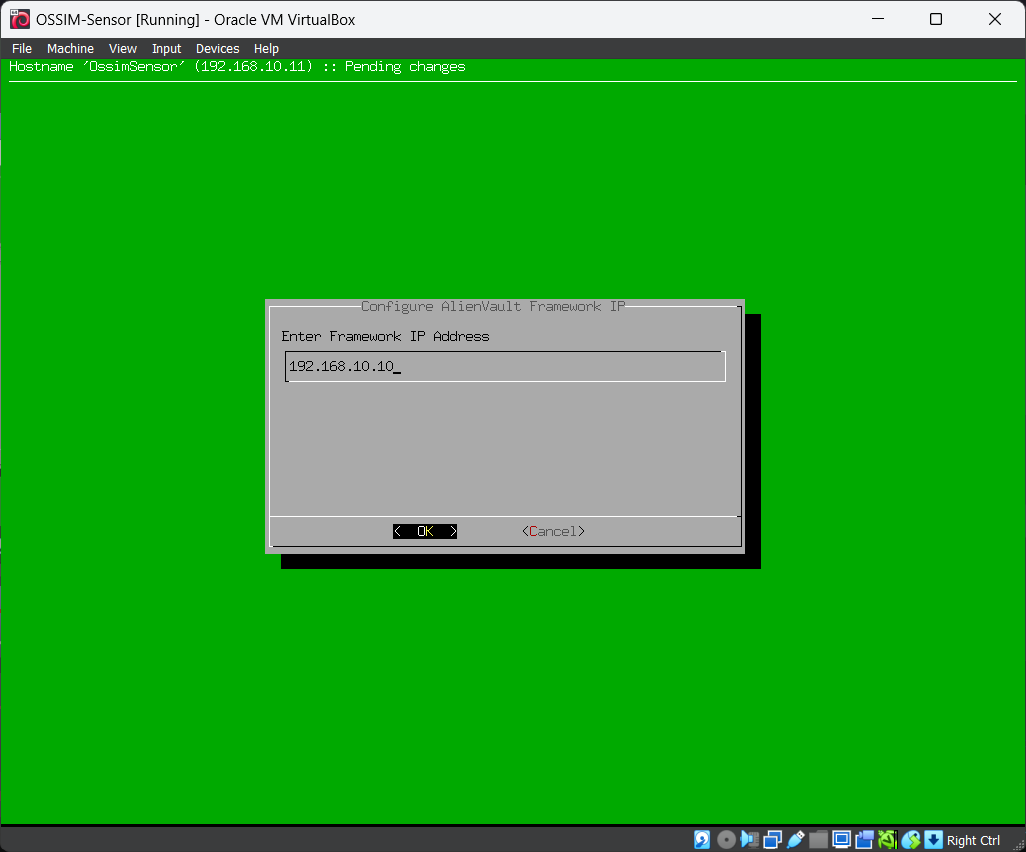 OSSIM-Sensor [Running] - Oracle VM VirtualBox
File Machine View Input Devices Help
Hostname 'OssimSensor' (192.168.10.11) :: Pending changes
Configure AlienVault Framework IP
Enter Framework IP Address
192.168.10.10_
< OK > <Cancel>
Right Ctrl